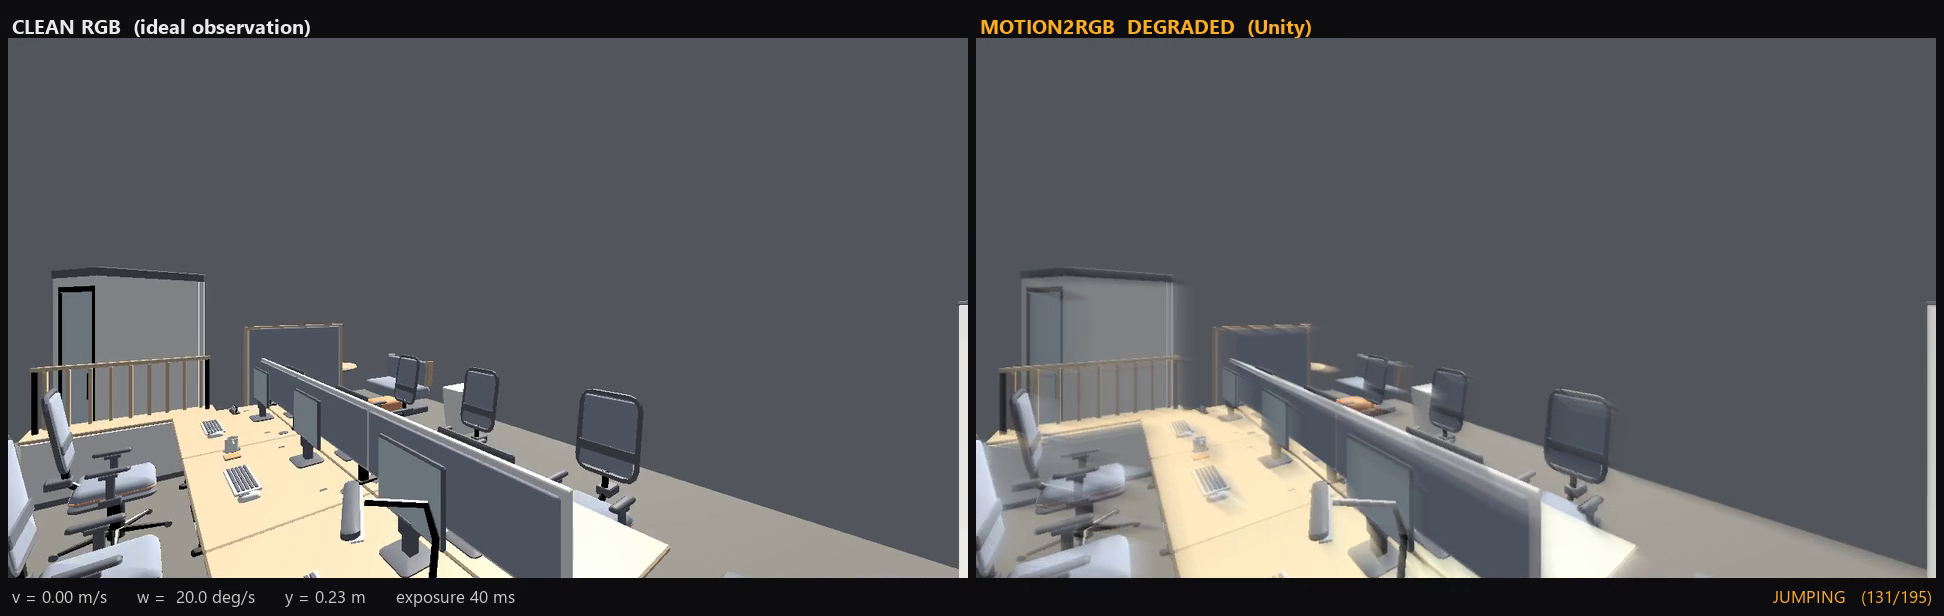 CLEAN RGB (ideal observation)
MOTION2RGB DEGRADED (Unity)
v = 0.00 m/s w = 20.0 deg/s y = 0.23 m exposure 40 ms
JUMPING (131/195)